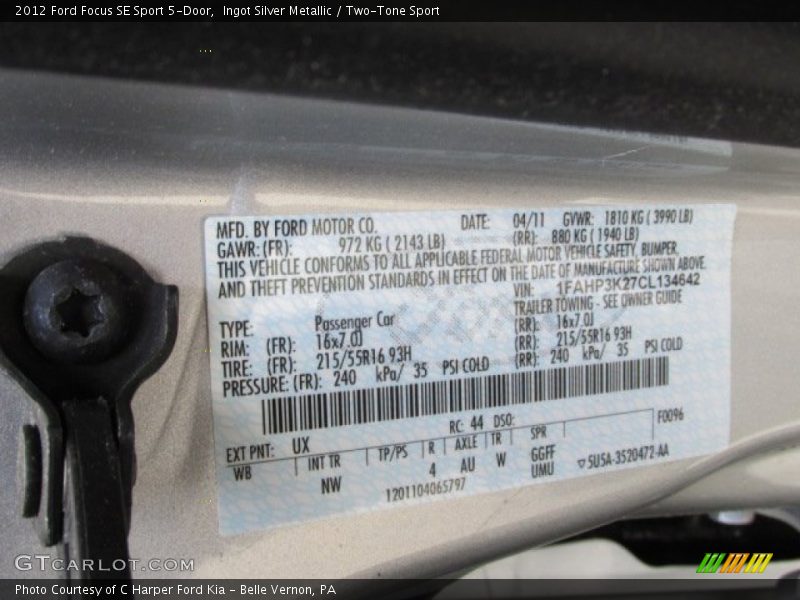 2012 Ford Focus SE Sport 5-Door, Ingot Silver Metallic / Two-Tone Sport
MFD. BY FORD MOTOR CO. DATE: 04/11 GVWR: 1810 KG ( 3990 LB)
GAWR: (FR): 972 KG ( 2143 LB) (RR): 880 KG ( 1940 LB)
THIS VEHICLE CONFORMS TO ALL APPLICABLE FEDERAL MOTOR VEHICLE SAFETY, BUMPER,
AND THEFT PREVENTION STANDARDS IN EFFECT ON THE DATE OF MANUFACTURE SHOWN ABOVE.
VIN: 1FAHP3K27CL134642
TRAILER TOWING - SEE OWNER GUIDE
TYPE: Passenger Car
RIM: (FR): 16x7.0J (RR): 16x7.0J
TIRE: (FR): 215/55R16 93H (RR): 215/55R16 93H
PRESSURE: (FR): 240 kPa/ 35 PSI COLD (RR): 240 kPa/ 35 PSI COLD
EXT PNT: UX RC: 44 DSO: F0096
WB INT TR TP/PS R AXLE TR SPR
NW 4 AU W GGFF
UMU
1201104065797 ▽5U5A-3520472-AA
GTCARLOT.COM
Photo Courtesy of C Harper Ford Kia - Belle Vernon, PA